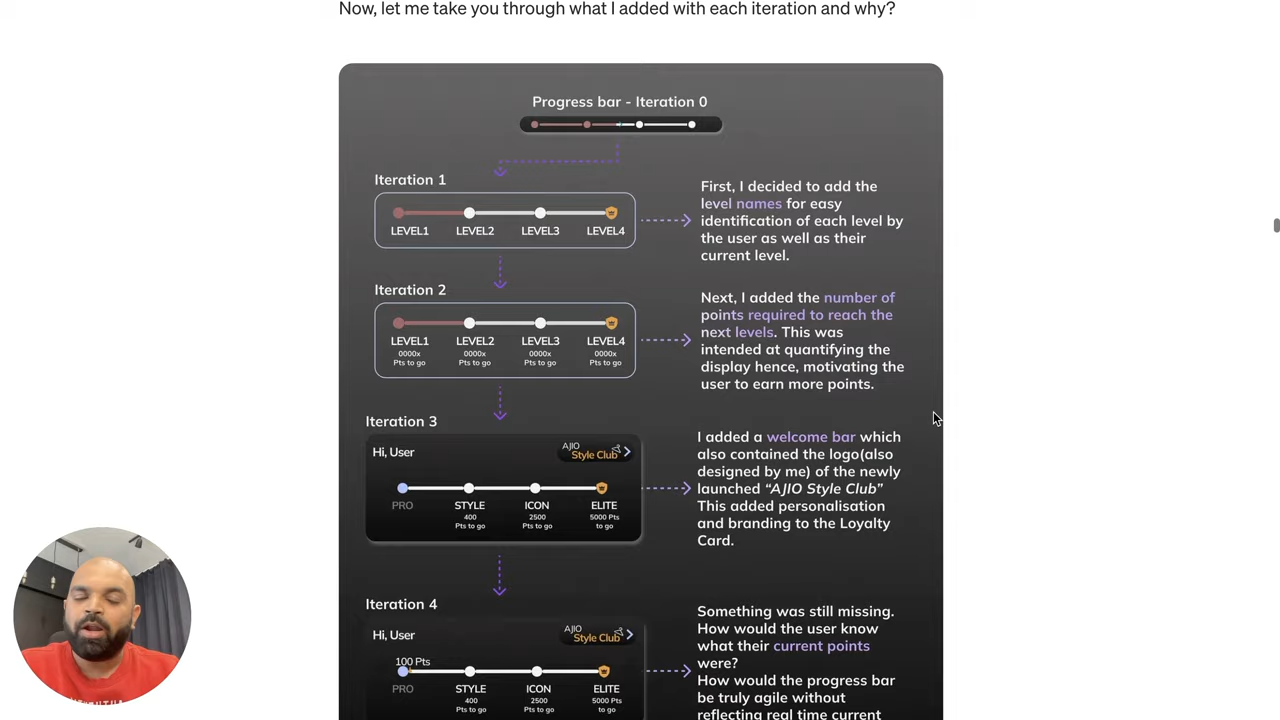 Now, let me take you through what I added with each iteration and why?
Progress bar - Iteration 0
Iteration 1
LEVEL1 LEVEL2 LEVEL3 LEVEL4
First, I decided to add the
level names for easy
identification of each level by
the user as well as their
current level.
Iteration 2
LEVEL1 LEVEL2 LEVEL3 LEVEL4
0000x 0000x 0000x 0000x
Pts to go Pts to go Pts to go Pts to go
Next, I added the number of
points required to reach the
next levels. This was
intended at quantifying the
display hence, motivating the
user to earn more points.
Iteration 3
Hi, User
AJIO
Style Club
PRO STYLE ICON ELITE
400 2500 5000 Pts
Pts to go Pts to go to go
I added a welcome bar which
also contained the logo(also
designed by me) of the newly
launched “AJIO Style Club”
This added personalisation
and branding to the Loyalty
Card.
Iteration 4
Hi, User
AJIO
Style Club
100 Pts
PRO STYLE ICON ELITE
400 2500 5000 Pts
Pts to go Pts to go to go
Something was still missing.
How would the user know
what their current points
were?
How would the progress bar
be truly agile without
reflecting real time current